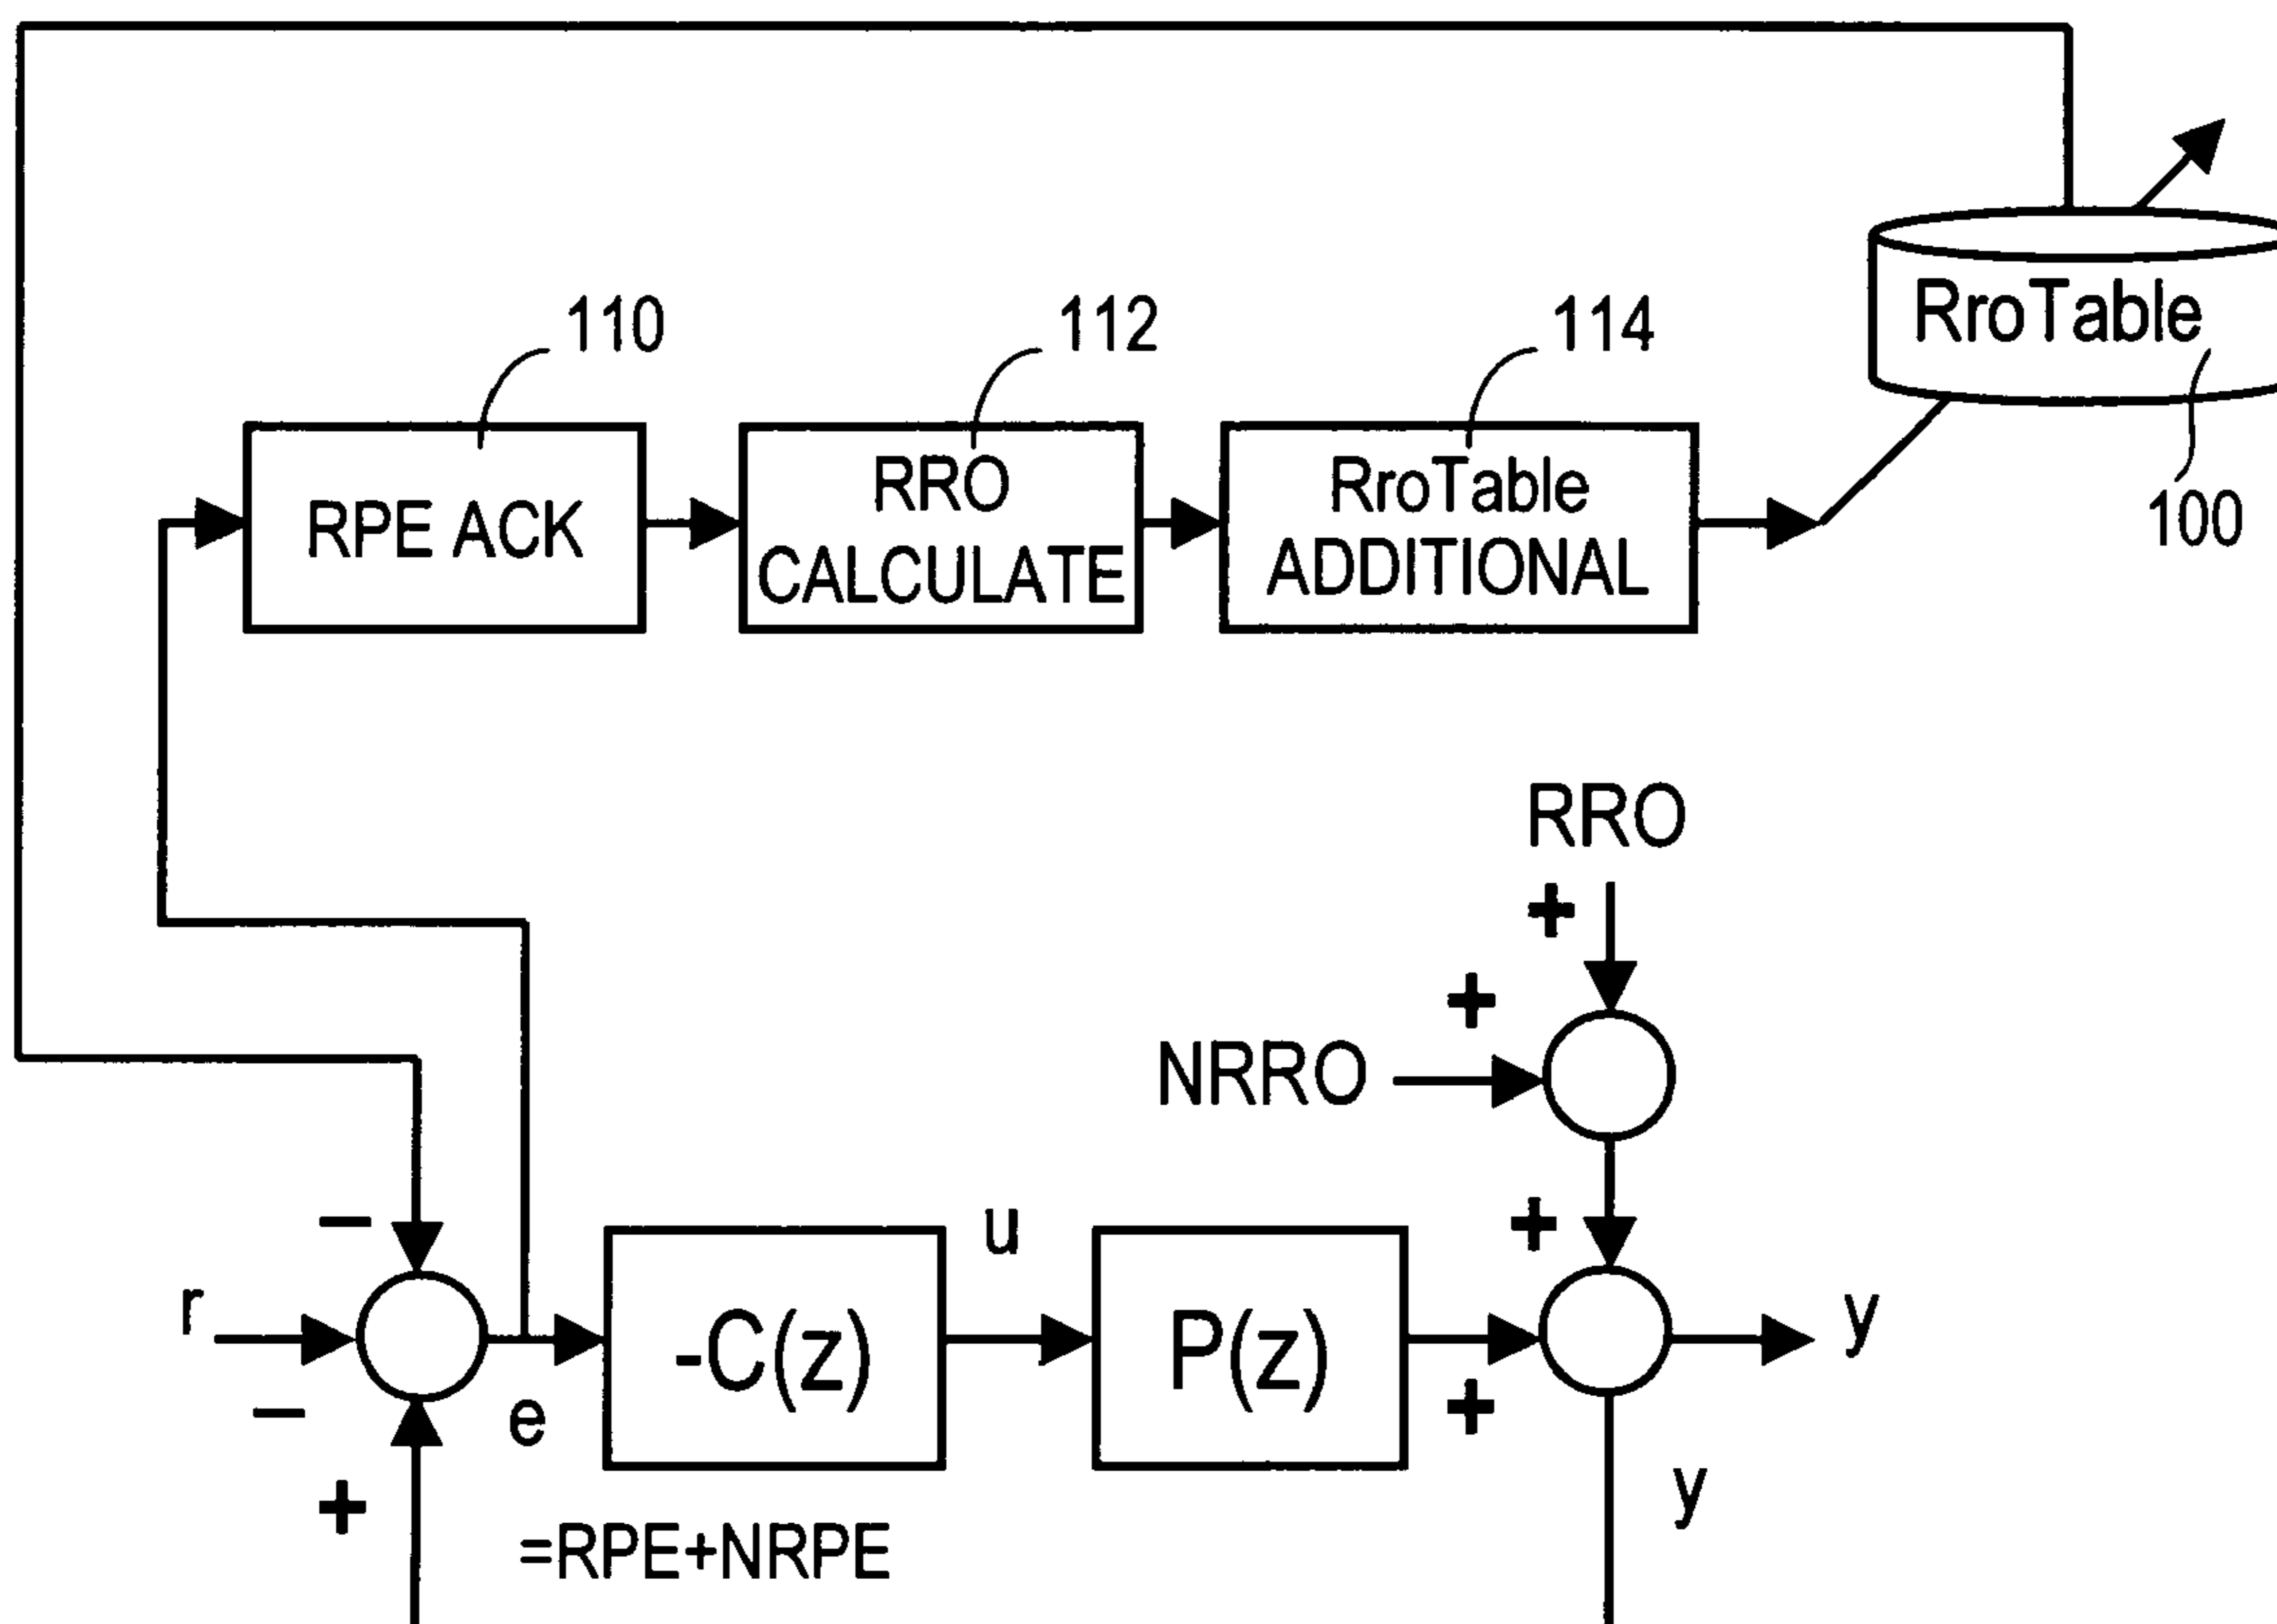 110
112
114
RroTable
100
RPE ACK
RRO
CALCULATE
RroTable
ADDITIONAL
RRO
+
+
NRRO
−
+
r
−
+
e
-C(z)
u
P(z)
+
y
y
=RPE+NRPE